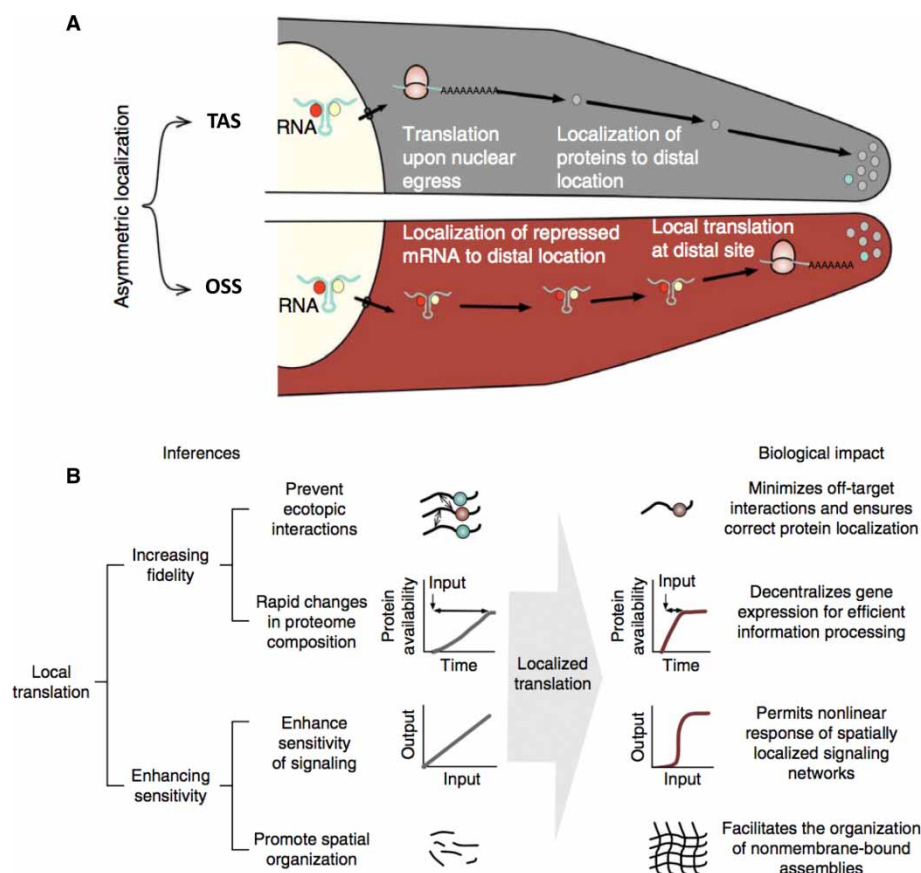 A
Asymmetric localization
TAS
RNA
AAAAAAAAA
Translation
upon nuclear
egress
Localization of
proteins to distal
location
OSS
RNA
Localization of repressed
mRNA to distal location
Local translation
at distal site
AAAAAAA
Inferences
Biological impact
B
Local
translation
Increasing
fidelity
Prevent
ecotopic
interactions
Minimizes off-target
interactions and ensures
correct protein localization
Rapid changes
in proteome
composition
Protein
availability
Input
Time
Localized
translation
Protein
availability
Input
Time
Decentralizes gene
expression for efficient
information processing
Enhancing
sensitivity
Enhance
sensitivity
of signaling
Output
Input
Output
Input
Permits nonlinear
response of spatially
localized signaling
networks
Promote spatial
organization
Facilitates the organization
of nonmembrane-bound
assemblies